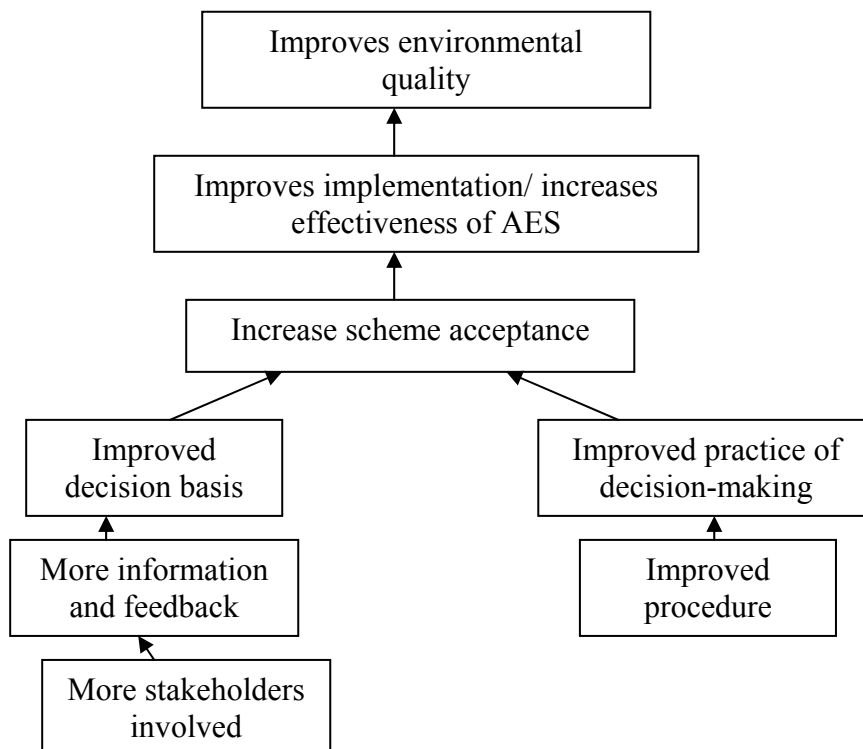 Improves environmental
quality
Improves implementation/ increases
effectiveness of AES
Increase scheme acceptance
Improved
decision basis
Improved practice of
decision-making
More information
and feedback
Improved
procedure
More stakeholders
involved